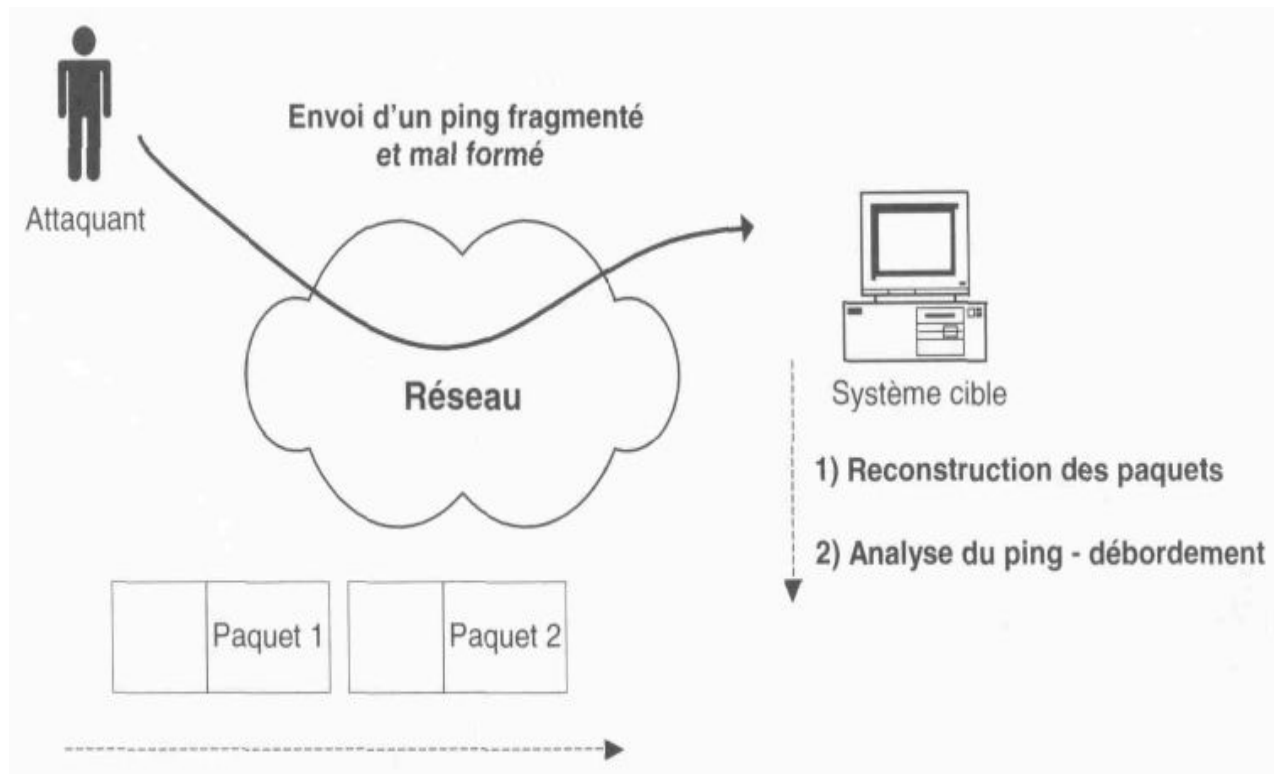 Envoi d'un ping fragmenté
et mal formé
Attaquant
Réseau
Système cible
1) Reconstruction des paquets
2) Analyse du ping - débordement
Paquet 1
Paquet 2